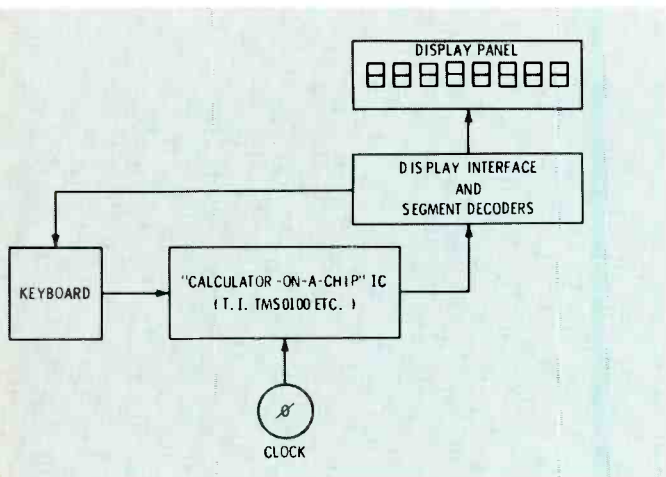 DISPLAY PANEL
DISPLAY INTERFACE
AND
SEGMENT DECODERS
KEYBOARD
"CALCULATOR-ON-A-CHIP" IC
(T.I. TMS0100 ETC.)
Ø
CLOCK